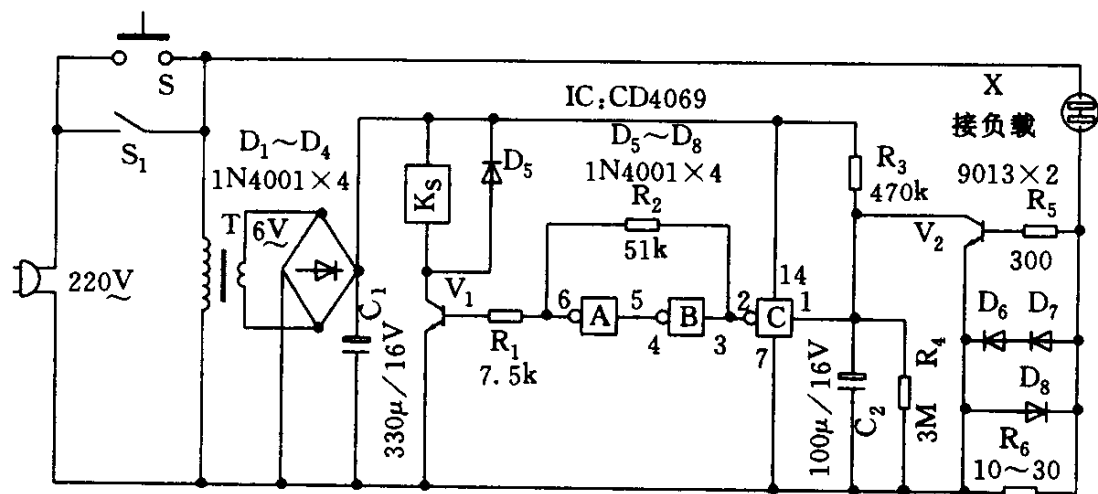 S
S₁
220V~
T
6V~
D₁~D₄
1N4001×4
C₁
330μ/16V
Kₛ
D₅
V₁
R₁
7.5k
IC:CD4069
D₅~D₈
1N4001×4
R₂
51k
6
A
5
4
B
3
2
C
14
1
7
R₃
470k
V₂
100μ/16V
C₂
R₄
3M
X
接负载
9013×2
R₅
300
D₆
D₇
D₈
R₆
10~30